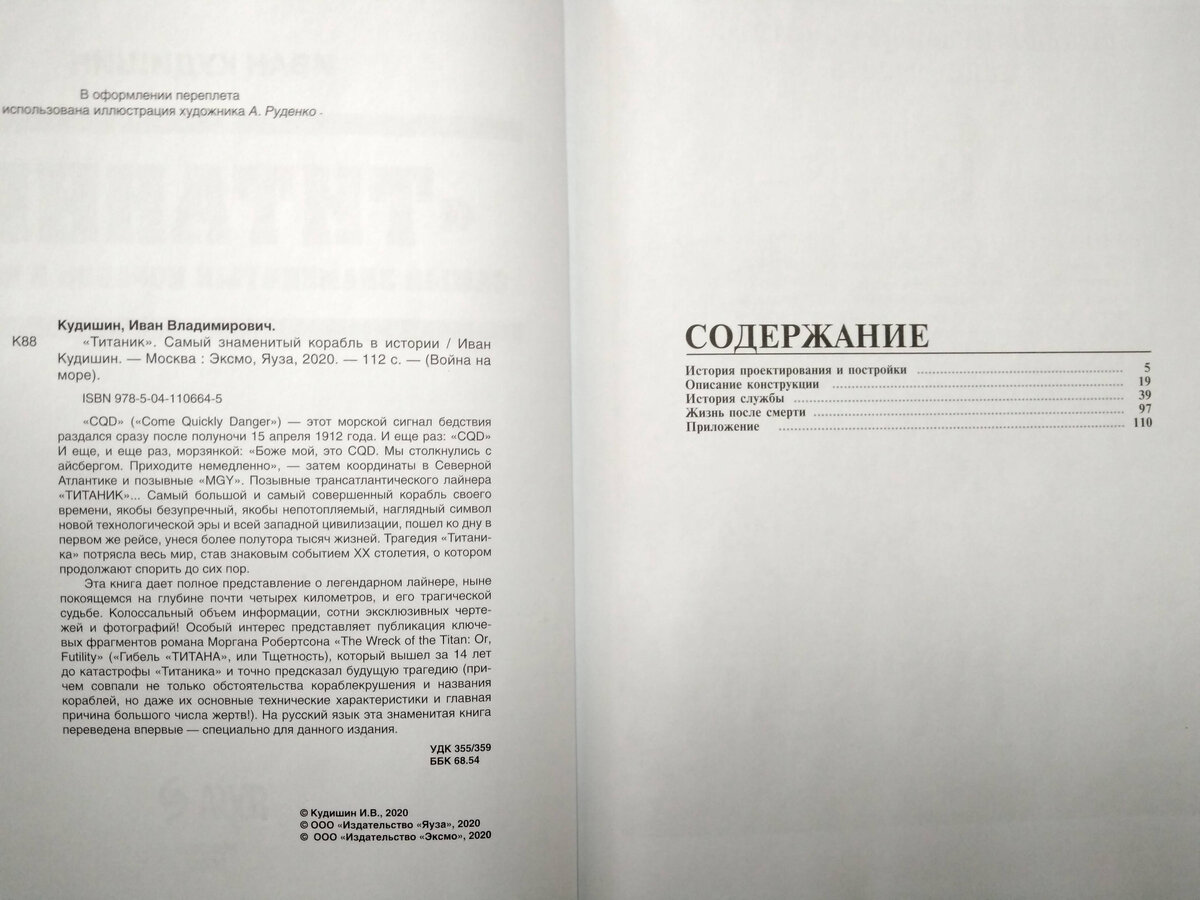 В оформлении переплета
использована иллюстрация художника А. Руденко
Кудишин, Иван Владимирович.
К88 «Титаник». Самый знаменитый корабль в истории / Иван
Кудишин. — Москва : Эксмо, Яуза, 2020. — 112 с. — (Война на
море).
ISBN 978-5-04-110664-5
«CQD» («Come Quickly Danger») — этот морской сигнал бедствия
раздался сразу после полуночи 15 апреля 1912 года. И еще раз: «CQD»
И еще, и еще раз, морзянкой: «Боже мой, это CQD. Мы столкнулись с
айсбергом. Приходите немедленно», — затем координаты в Северной
Атлантике и позывные «MGY». Позывные трансатлантического лайнера
«ТИТАНИК»... Самый большой и самый совершенный корабль своего
времени, якобы безупречный, якобы непотопляемый, наглядный символ
новой технологической эры и всей западной цивилизации, пошел ко дну в
первом же рейсе, унеся более полутора тысяч жизней. Трагедия «Титани-
ка» потрясла весь мир, став знаковым событием XX столетия, о котором
продолжают спорить до сих пор.
Эта книга дает полное представление о легендарном лайнере, ныне
покоящемся на глубине почти четырех километров, и его трагической
судьбе. Колоссальный объем информации, сотни эксклюзивных черте-
жей и фотографий! Особый интерес представляет публикация ключе-
вых фрагментов романа Моргана Робертсона «The Wreck of the Titan: Or,
Futility» («Гибель «ТИТАНА», или Тщетность), который вышел за 14 лет
до катастрофы «Титаника» и точно предсказал будущую трагедию (при-
чем совпали не только обстоятельства кораблекрушения и названия
кораблей, но даже их основные технические характеристики и главная
причина большого числа жертв!). На русский язык эта знаменитая книга
переведена впервые — специально для данного издания.
УДК 355/359
ББК 68.54
© Кудишин И.В., 2020
© ООО «Издательство «Яуза», 2020
© ООО «Издательство «Эксмо», 2020
СОДЕРЖАНИЕ
История проектирования и постройки 5
Описание конструкции 19
История службы 39
Жизнь после смерти 97
Приложение 110